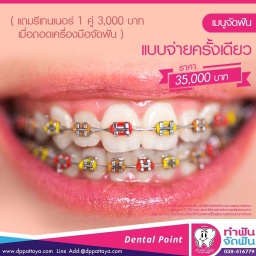 ( แถมรีเทนเนอร์ 1 คู่ 3,000 บาท
เมื่อถอดเครื่องมือจัดฟัน )
เมนูจัดฟัน
แบบจ่ายครั้งเดียว
ราคา
35,000 บาท
www.dppattaya.com Line Add:@dppattaya
Dental Point
ทำฟัน
จัดฟัน
038-416779